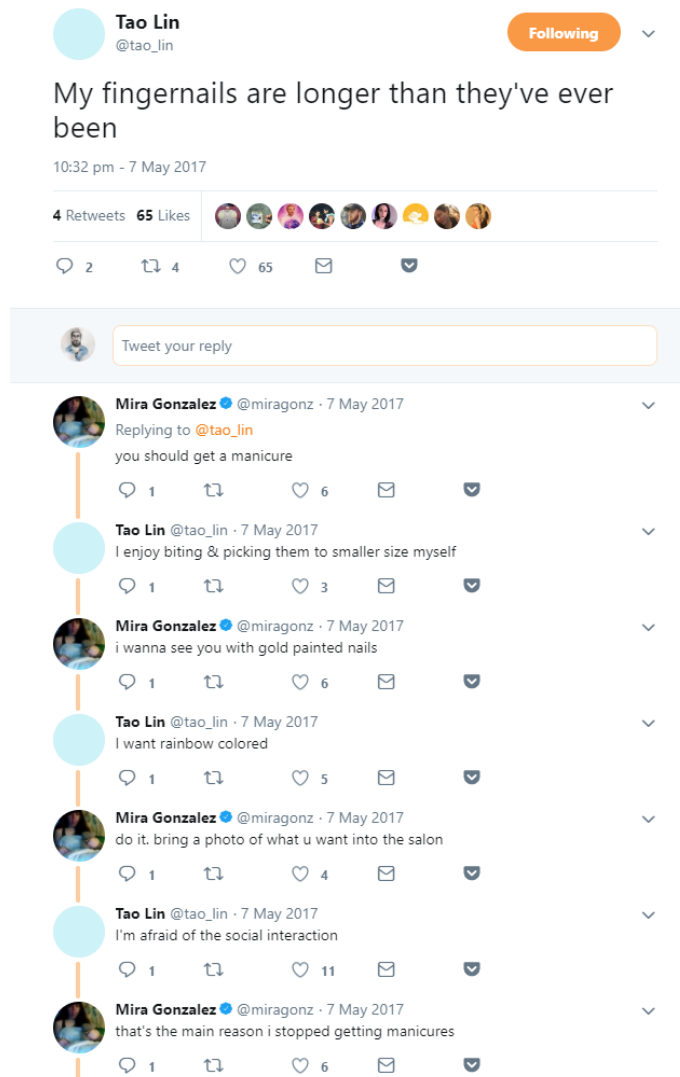 Tao Lin
Following
@tao_lin
My fingernails are longer than they've ever
been
10:32 pm - 7 May 2017
4 Retweets 65 Likes
2 4 65
Tweet your reply
Mira Gonzalez @miragonz · 7 May 2017
Replying to @tao_lin
you should get a manicure
1 6
Tao Lin @tao_lin · 7 May 2017
I enjoy biting & picking them to smaller size myself
1 3
Mira Gonzalez @miragonz · 7 May 2017
i wanna see you with gold painted nails
1 6
Tao Lin @tao_lin · 7 May 2017
I want rainbow colored
1 5
Mira Gonzalez @miragonz · 7 May 2017
do it. bring a photo of what u want into the salon
1 4
Tao Lin @tao_lin · 7 May 2017
I'm afraid of the social interaction
1 11
Mira Gonzalez @miragonz · 7 May 2017
that's the main reason i stopped getting manicures
1 6